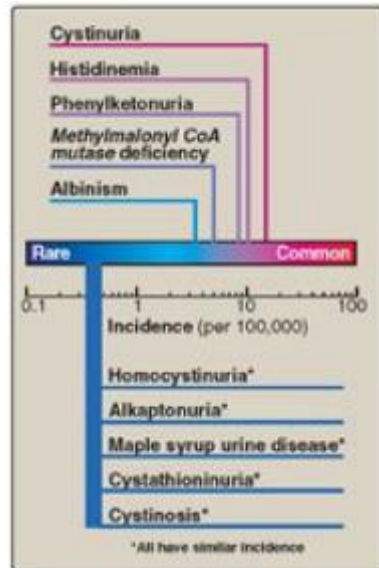 Cystinuria
Histidinemia
Phenylketonuria
Methylmalonyl CoA
mutase deficiency
Albinism
Rare Common
0.1 1 10 100
Incidence (per 100,000)
Homocystinuria*
Alkaptonuria*
Maple syrup urine disease*
Cystathioninuria*
Cystinosis*
*All have similar incidence